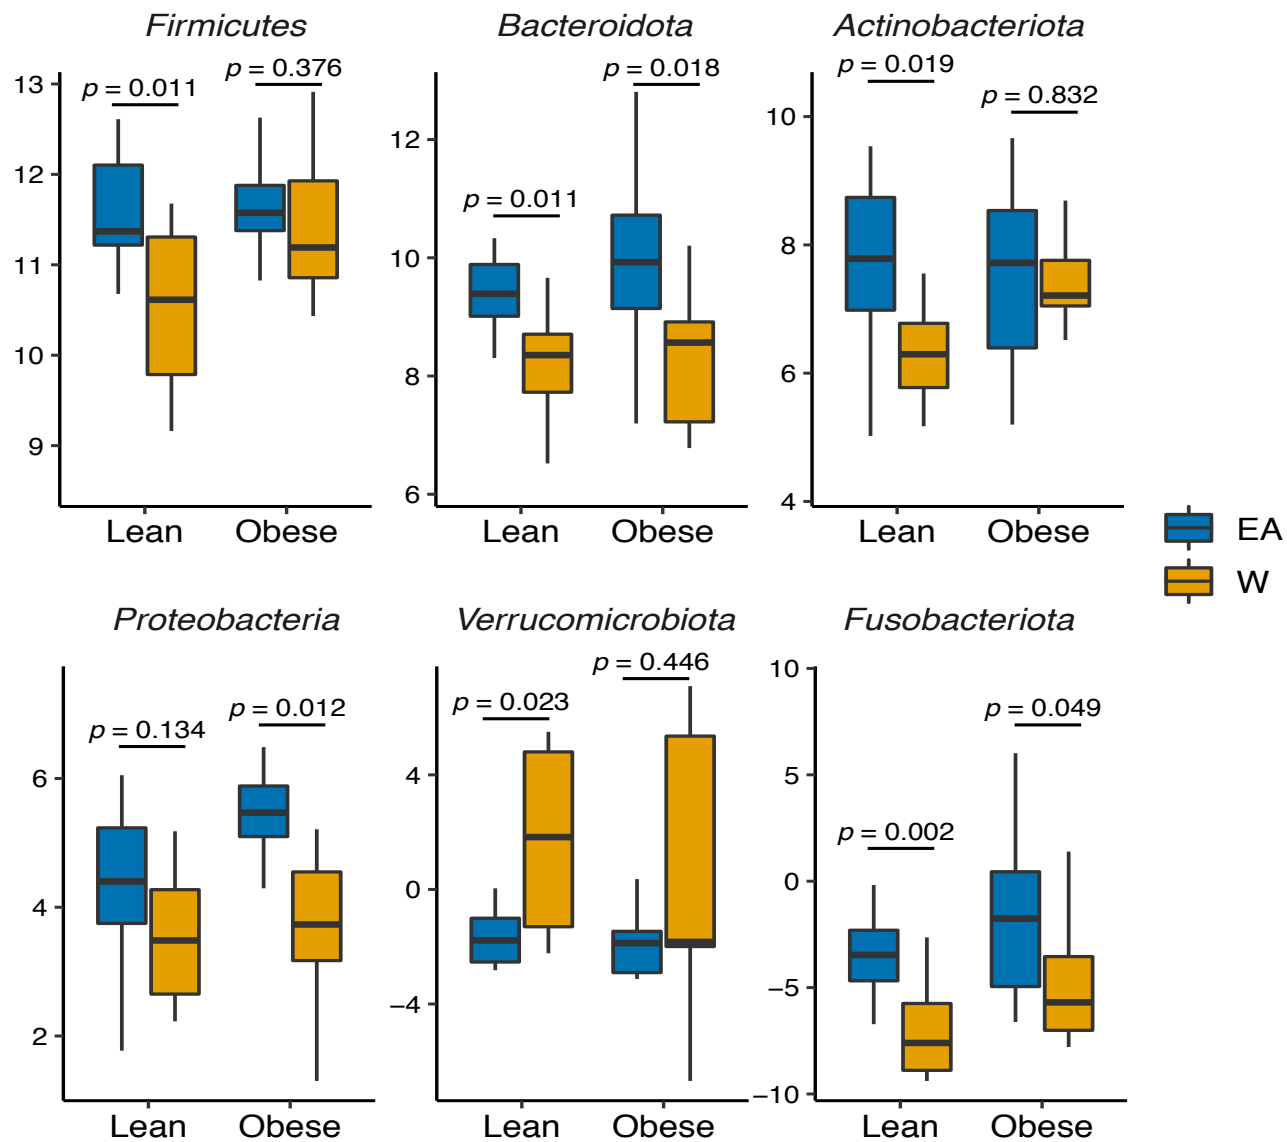 Firmicutes
Bacteroidota
Actinobacteriota
p = 0.011
p = 0.376
13
12
11
10
9
Lean
Obese
p = 0.011
p = 0.018
12
10
8
6
Lean
Obese
p = 0.019
p = 0.832
10
8
6
4
Lean
Obese
EA
W
Proteobacteria
Verrucomicrobiota
Fusobacteriota
p = 0.134
p = 0.012
6
4
2
Lean
Obese
p = 0.023
p = 0.446
4
0
−4
Lean
Obese
p = 0.002
p = 0.049
10
5
0
−5
−10
Lean
Obese